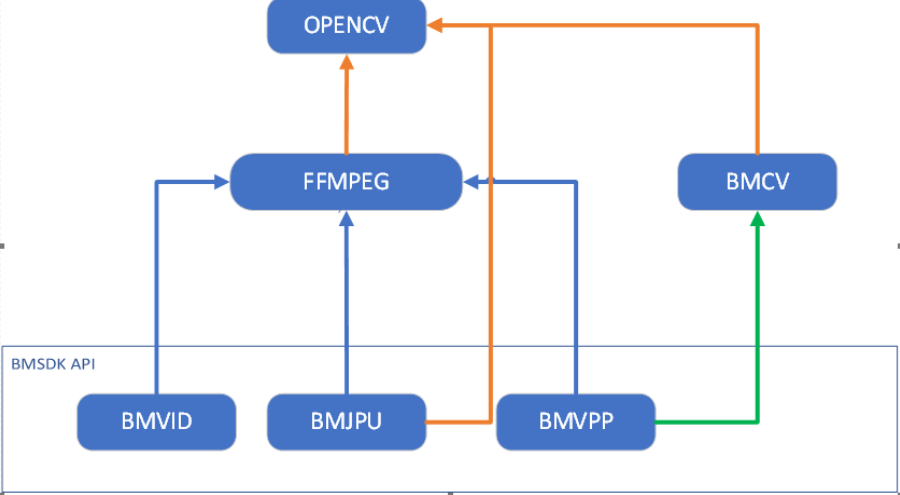 OPENCV
FFMPEG
BMCV
BMSDK API
BMVID
BMJPU
BMVPP